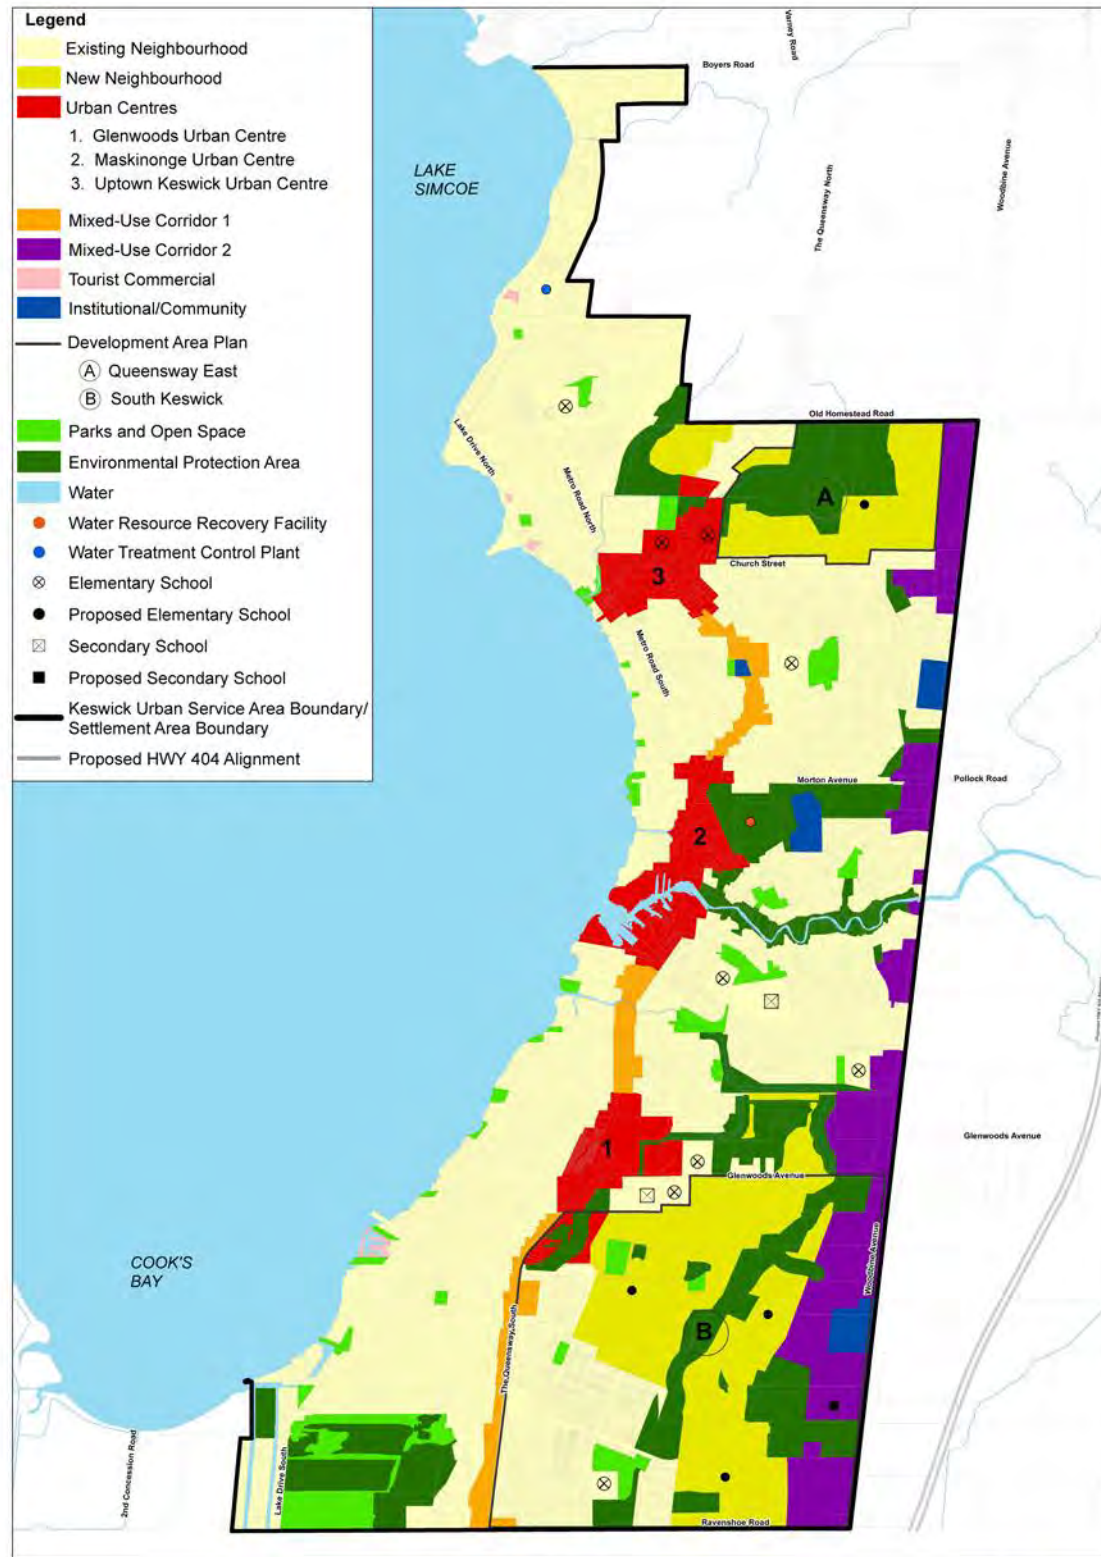 Legend
Existing Neighbourhood
New Neighbourhood
Urban Centres
1. Glenwoods Urban Centre
2. Maskinonge Urban Centre
3. Uptown Keswick Urban Centre
Mixed-Use Corridor 1
Mixed-Use Corridor 2
Tourist Commercial
Institutional/Community
Development Area Plan
A Queensway East
B South Keswick
Parks and Open Space
Environmental Protection Area
Water
Water Resource Recovery Facility
Water Treatment Control Plant
Elementary School
Proposed Elementary School
Secondary School
Proposed Secondary School
Keswick Urban Service Area Boundary/
Settlement Area Boundary
Proposed HWY 404 Alignment
Varney Road
Boyers Road
LAKE
SIMCOE
Woodbine Avenue
The Queensway North
Old Homestead Road
Lake Drive North
Metro Road North
A
Church Street
3
Metro Road South
Morton Avenue
Pollock Road
2
Glenwoods Avenue
1
Glenwoods Avenue
Woodbine Avenue
COOK'S
BAY
B
The Queensway South
2nd Concession Road
Lake Drive South
Ravenshoe Road